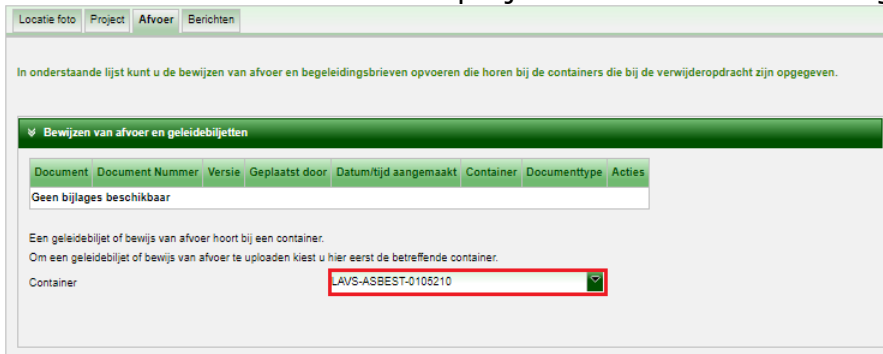 Locatie foto Project Afvoer Berichten
In onderstaande lijst kunt u de bewijzen van afvoer en begeleidingsbrieven opvoeren die horen bij de containers die bij de verwijderopdracht zijn opgegeven.
Bewijzen van afvoer en geleidebiljetten
Document Document Nummer Versie Geplaatst door Datum/tijd aangemaakt Container Documenttype Acties
Geen bijlages beschikbaar
Een geleidebiljet of bewijs van afvoer hoort bij een container.
Om een geleidebiljet of bewijs van afvoer te uploaden kiest u hier eerst de betreffende container.
Container LAVS-ASBEST-0105210